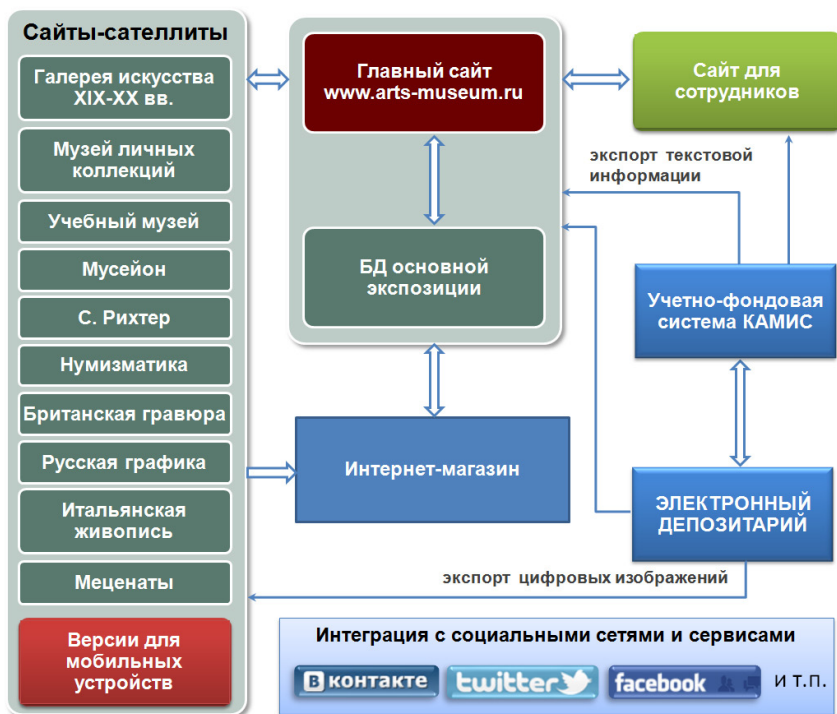 Сайты-сателлиты
Галерея искусства
XIX-XX вв.
Музей личных
коллекций
Учебный музей
Мусейон
С. Рихтер
Нумизматика
Британская гравюра
Русская графика
Итальянская
живопись
Меценаты
Версии для
мобильных
устройств
Главный сайт
www.arts-museum.ru
БД основной
экспозиции
Интернет-магазин
Сайт для
сотрудников
экспорт текстовой
информации
Учетно-фондовая
система КАМИС
ЭЛЕКТРОННЫЙ
ДЕПОЗИТАРИЙ
экспорт цифровых изображений
Интеграция с социальными сетями и сервисами
В контакте twitter facebook и т.п.